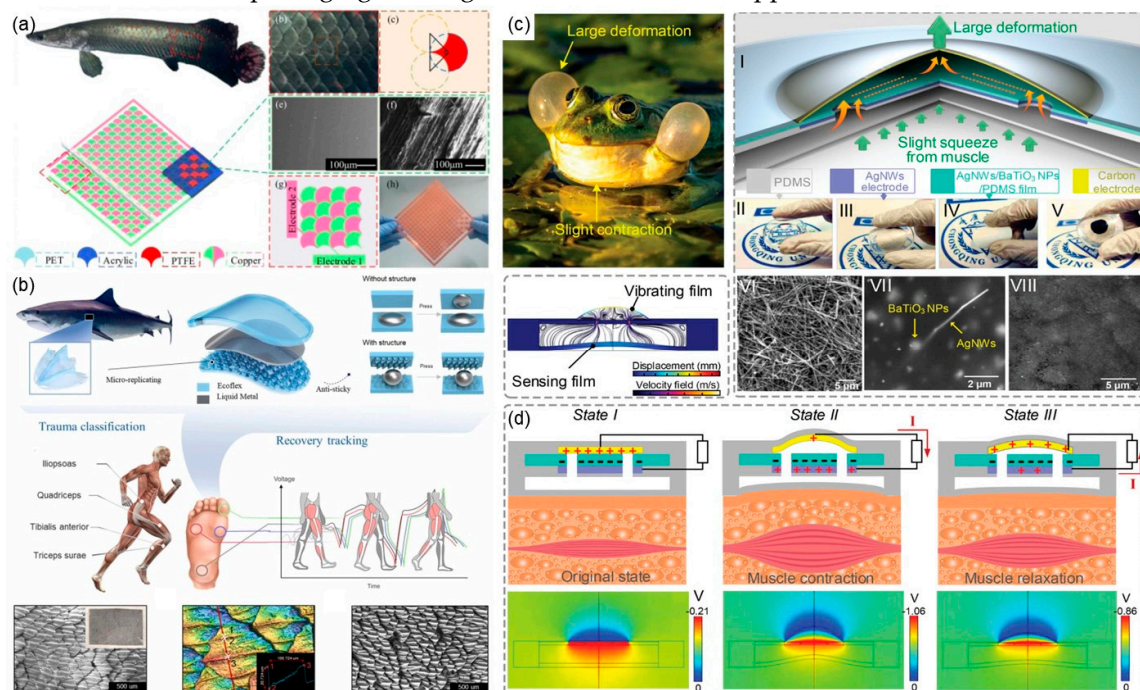 (a)
(b)
(c)
(e)
(f)
100μm
100μm
(g)
Electrode 2
Electrode 1
(h)
PET
Acrylic
PTFE
Copper
(b)
Without structure
Press
With structure
Press
Micro-replicating
Anti-sticky
Ecoflex
Liquid Metal
Trauma classification
Recovery tracking
Iliopsoas
Quadriceps
Tibialis anterior
Triceps surae
Voltage
Time
500 um
500 um
(c)
Large deformation
Slight contraction
Vibrating film
Sensing film
Displacement (mm)
Velocity field (m/s)
I
Large deformation
Slight squeeze
from muscle
PDMS
AgNWs
electrode
AgNWs/BaTiO₃ NPs
/PDMS film
Carbon
electrode
II
III
IV
V
VI
5 μm
VII
BaTiO₃ NPs
AgNWs
2 μm
VIII
5 μm
(d)
State I
State II
State III
I
I
Original state
Muscle contraction
Muscle relaxation
V
-0.21
0
V
-1.06
0
V
-0.86
0